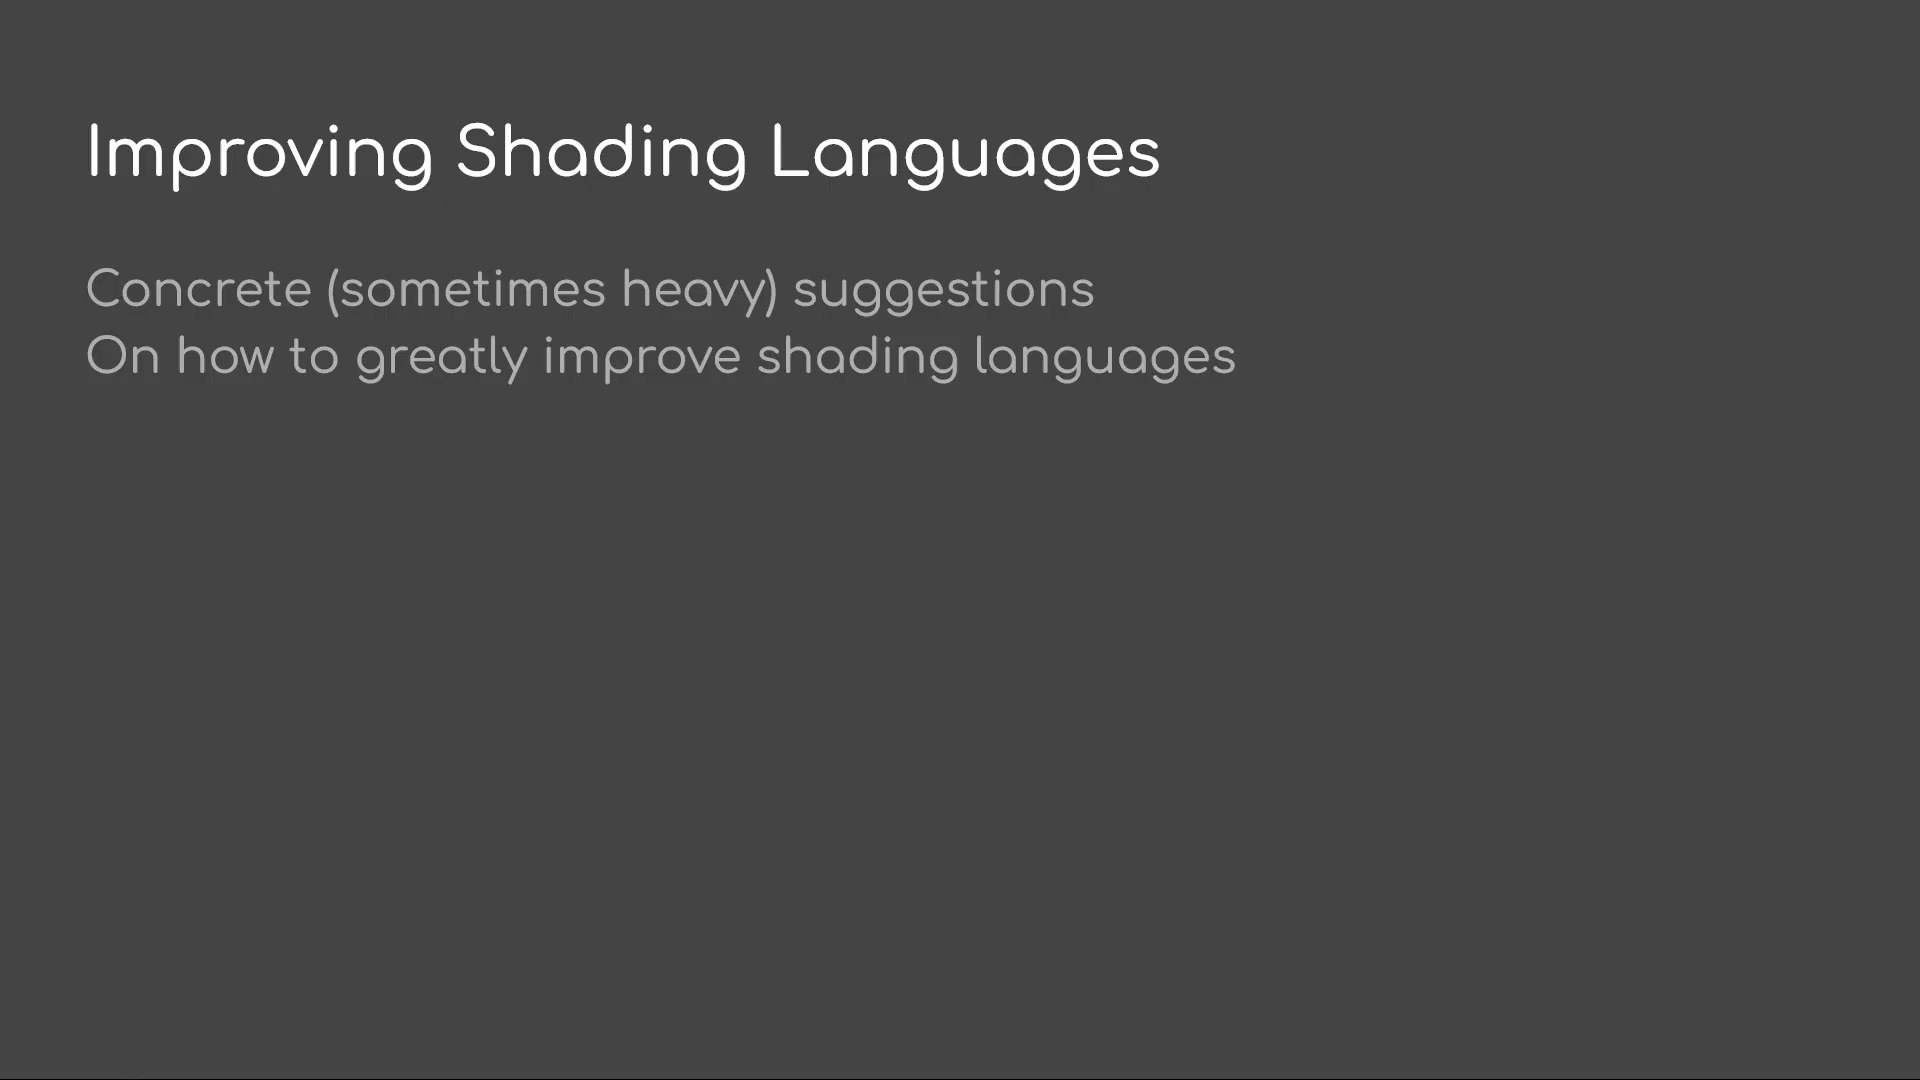 Improving Shading Languages
Concrete (sometimes heavy) suggestions
On how to greatly improve shading languages